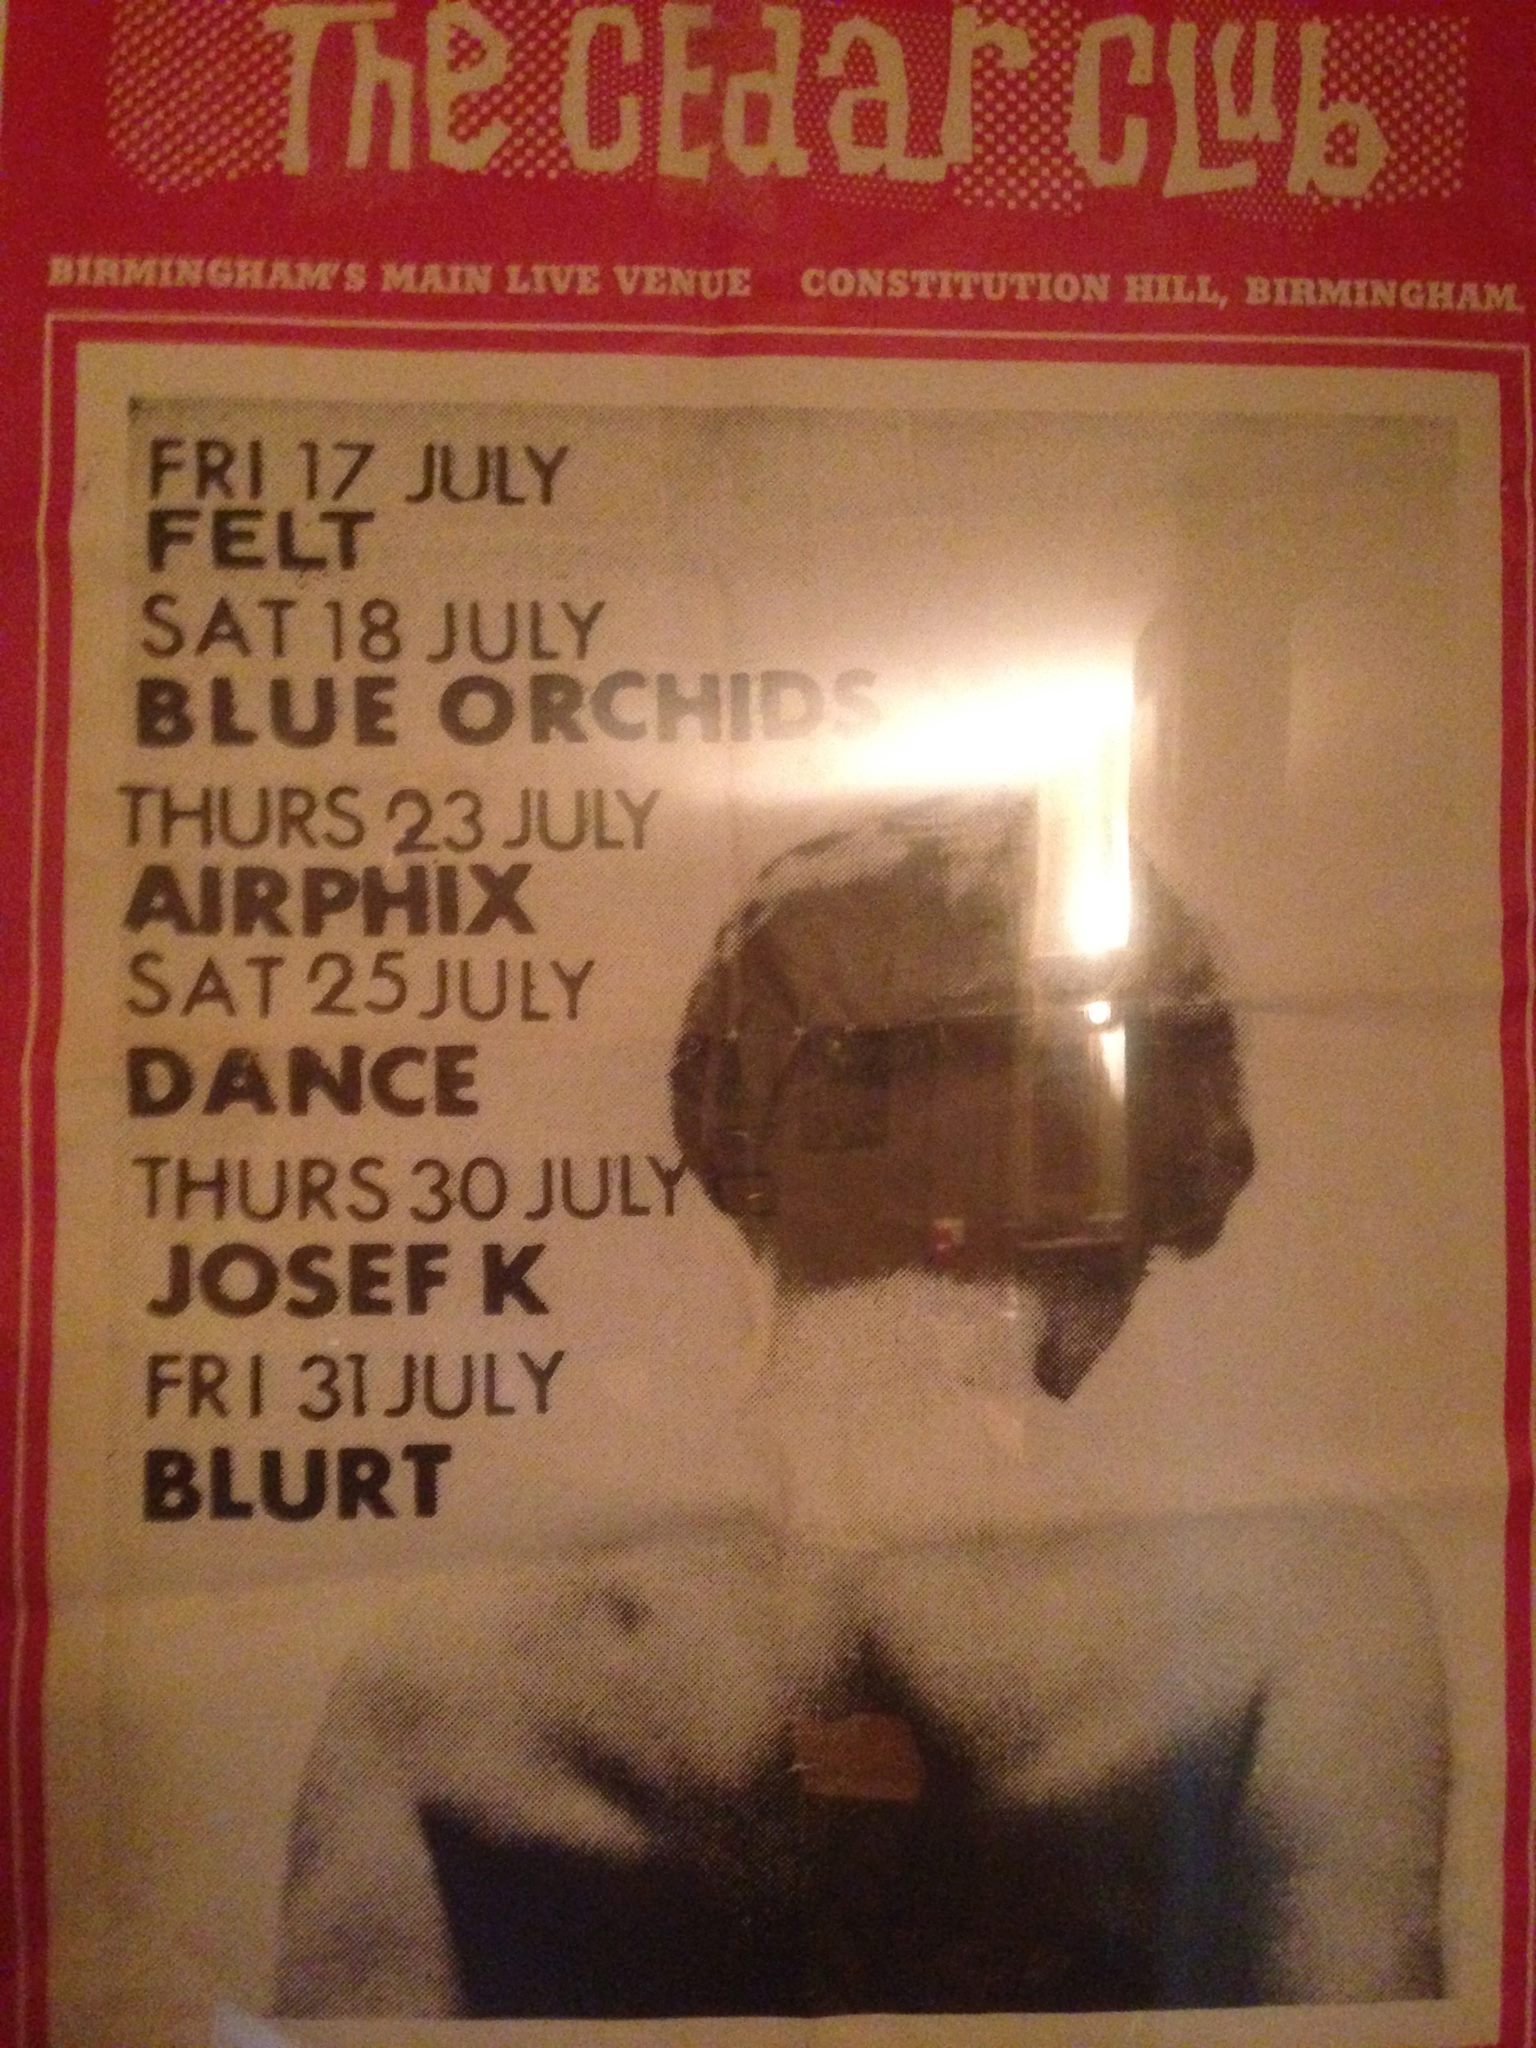 The CEdar CLub
BIRMINGHAM'S MAIN LIVE VENUE CONSTITUTION HILL, BIRMINGHAM.
FRI 17 JULY
FELT
SAT 18 JULY
BLUE ORCHIDS
THURS 23 JULY
AIRPHIX
SAT 25 JULY
DANCE
THURS 30 JULY
JOSEF K
FRI 31 JULY
BLURT